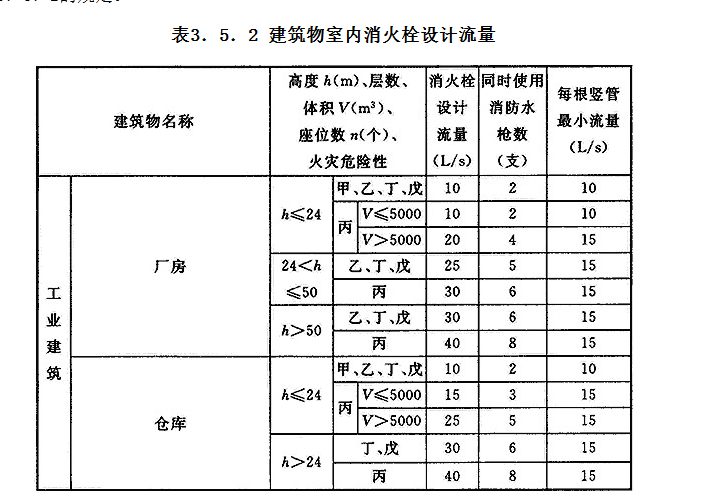 表3．5．2 建筑物室内消火栓设计流量
建筑物名称
高度 h(m)、层数、
体积 V(m³)、
座位数 n(个)、
火灾危险性
消火栓
设计
流量
(L/s)
同时使用
消防水
枪数
(支)
每根竖管
最小流量
(L/s)
工业建筑
厂房
h≤24
甲、乙、丁、戊 10 2 10
丙
V≤5000 10 2 10
V>5000 20 4 15
24<h
≤50
乙、丁、戊 25 5 15
丙 30 6 15
h>50
乙、丁、戊 30 6 15
丙 40 8 15
仓库
h≤24
甲、乙、丁、戊 10 2 10
丙
V≤5000 15 3 15
V>5000 25 5 15
h>24
丁、戊 30 6 15
丙 40 8 15